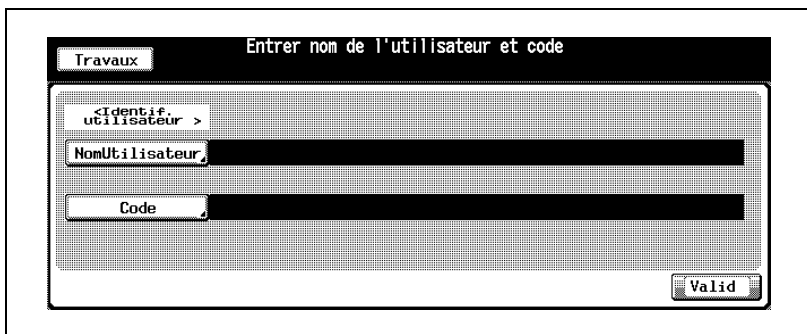 Entrer nom de l'utilisateur et code
Travaux
<Identif.
utilisateur >
NomUtilisateur
Code
Valid